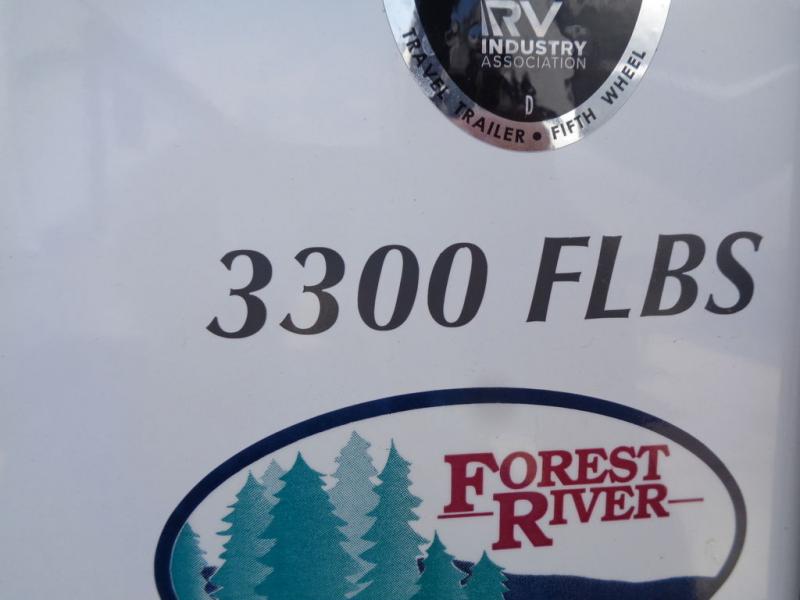 RV
INDUSTRY
ASSOCIATION
D
TRAVEL TRAILER • FIFTH WHEEL
3300 FLBS
FOREST
RIVER